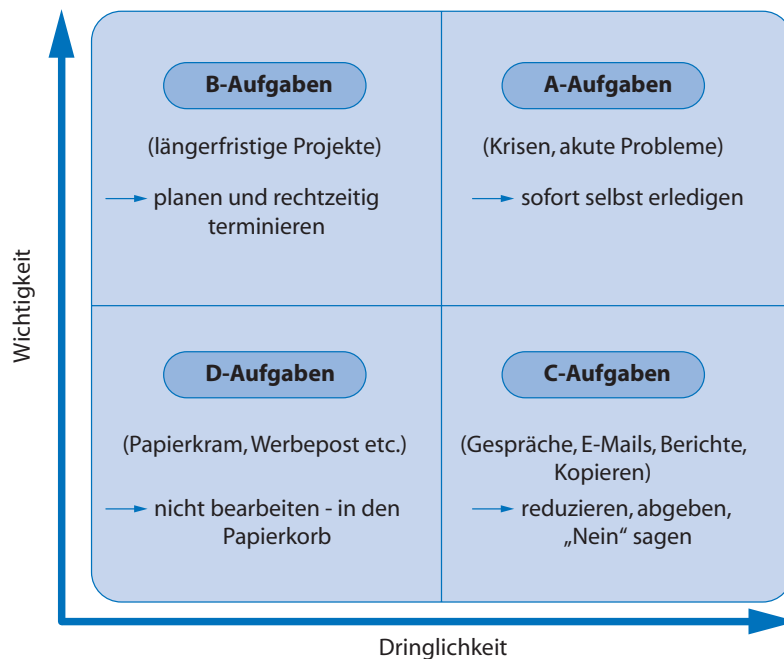 Wichtigkeit
B-Aufgaben
(längerfristige Projekte)
planen und rechtzeitig
terminieren
A-Aufgaben
(Krisen, akute Probleme)
sofort selbst erledigen
D-Aufgaben
(Papierkram, Werbepost etc.)
nicht bearbeiten - in den
Papierkorb
C-Aufgaben
(Gespräche, E-Mails, Berichte,
Kopieren)
reduzieren, abgeben,
„Nein“ sagen
Dringlichkeit